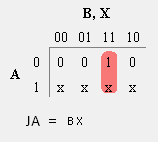 B, X
00 01 11 10
A 0 0 0 1 0
1 x x x x
JA = BX